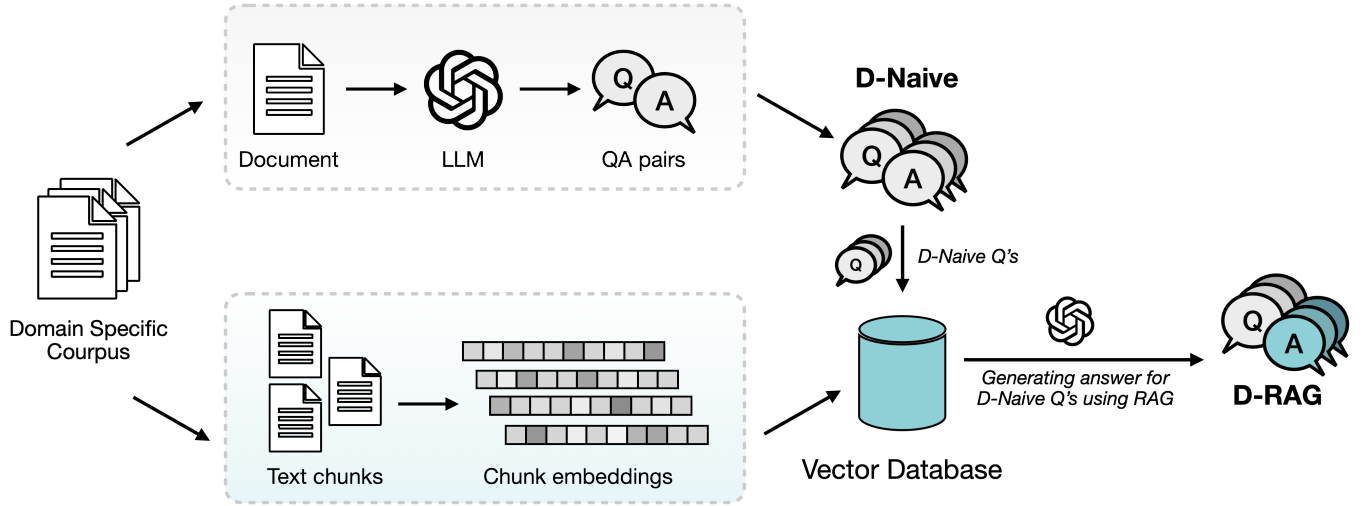 Domain Specific
Courpus
Document
LLM
Q
A
QA pairs
Text chunks
Chunk embeddings
D-Naive
Q
A
Q
D-Naive Q's
Vector Database
Generating answer for
D-Naive Q's using RAG
Q
A
D-RAG